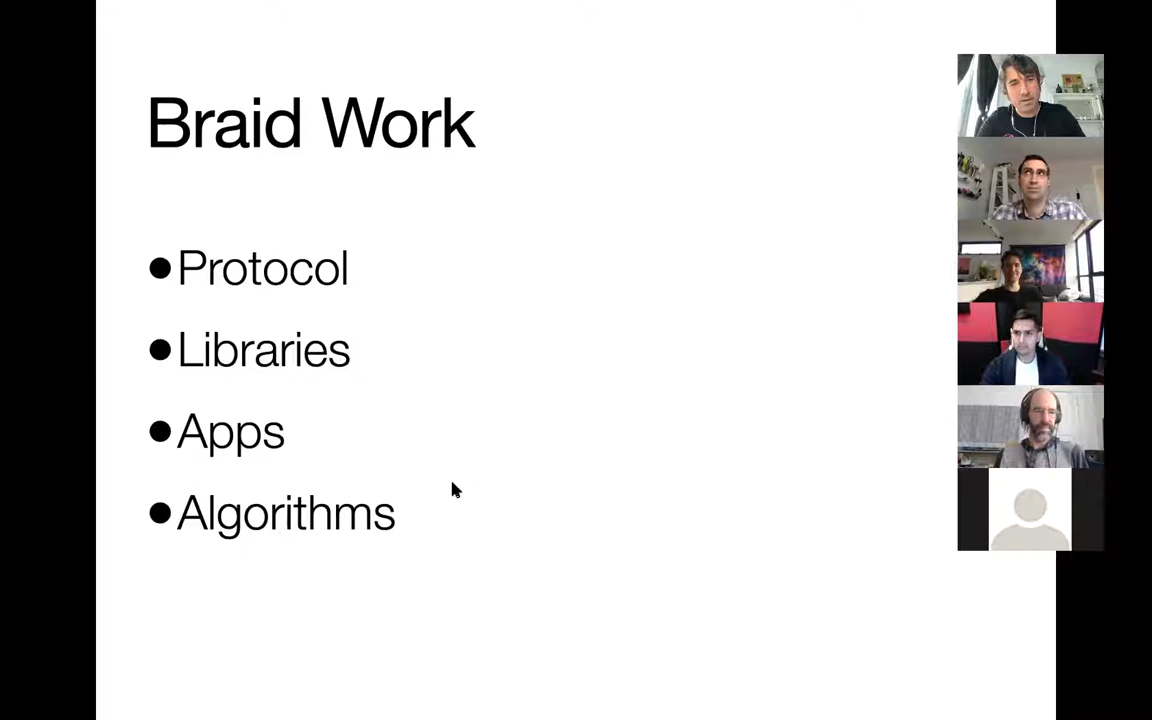 Braid Work
●Protocol
●Libraries
●Apps
●Algorithms